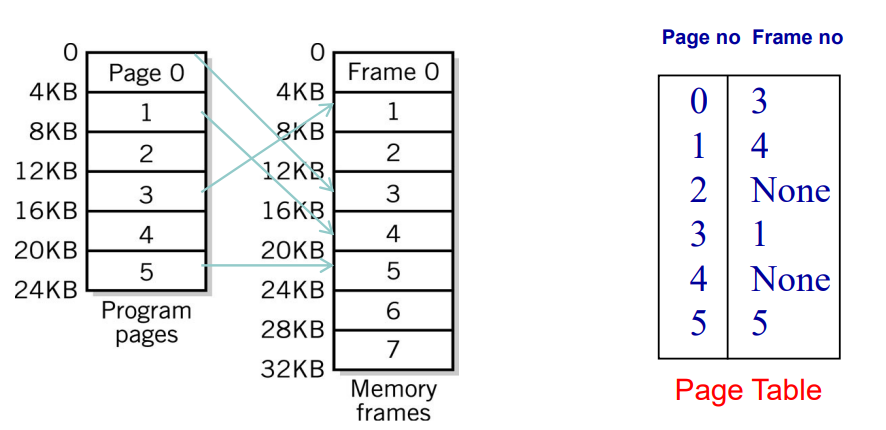 0
Page 0
4KB
1
8KB
2
12KB
3
16KB
4
20KB
5
24KB
Program
pages
0
Frame 0
4KB
1
8KB
2
12KB
3
16KB
4
20KB
5
24KB
6
28KB
7
32KB
Memory
frames
Page no Frame no
0 3
1 4
2 None
3 1
4 None
5 5
Page Table